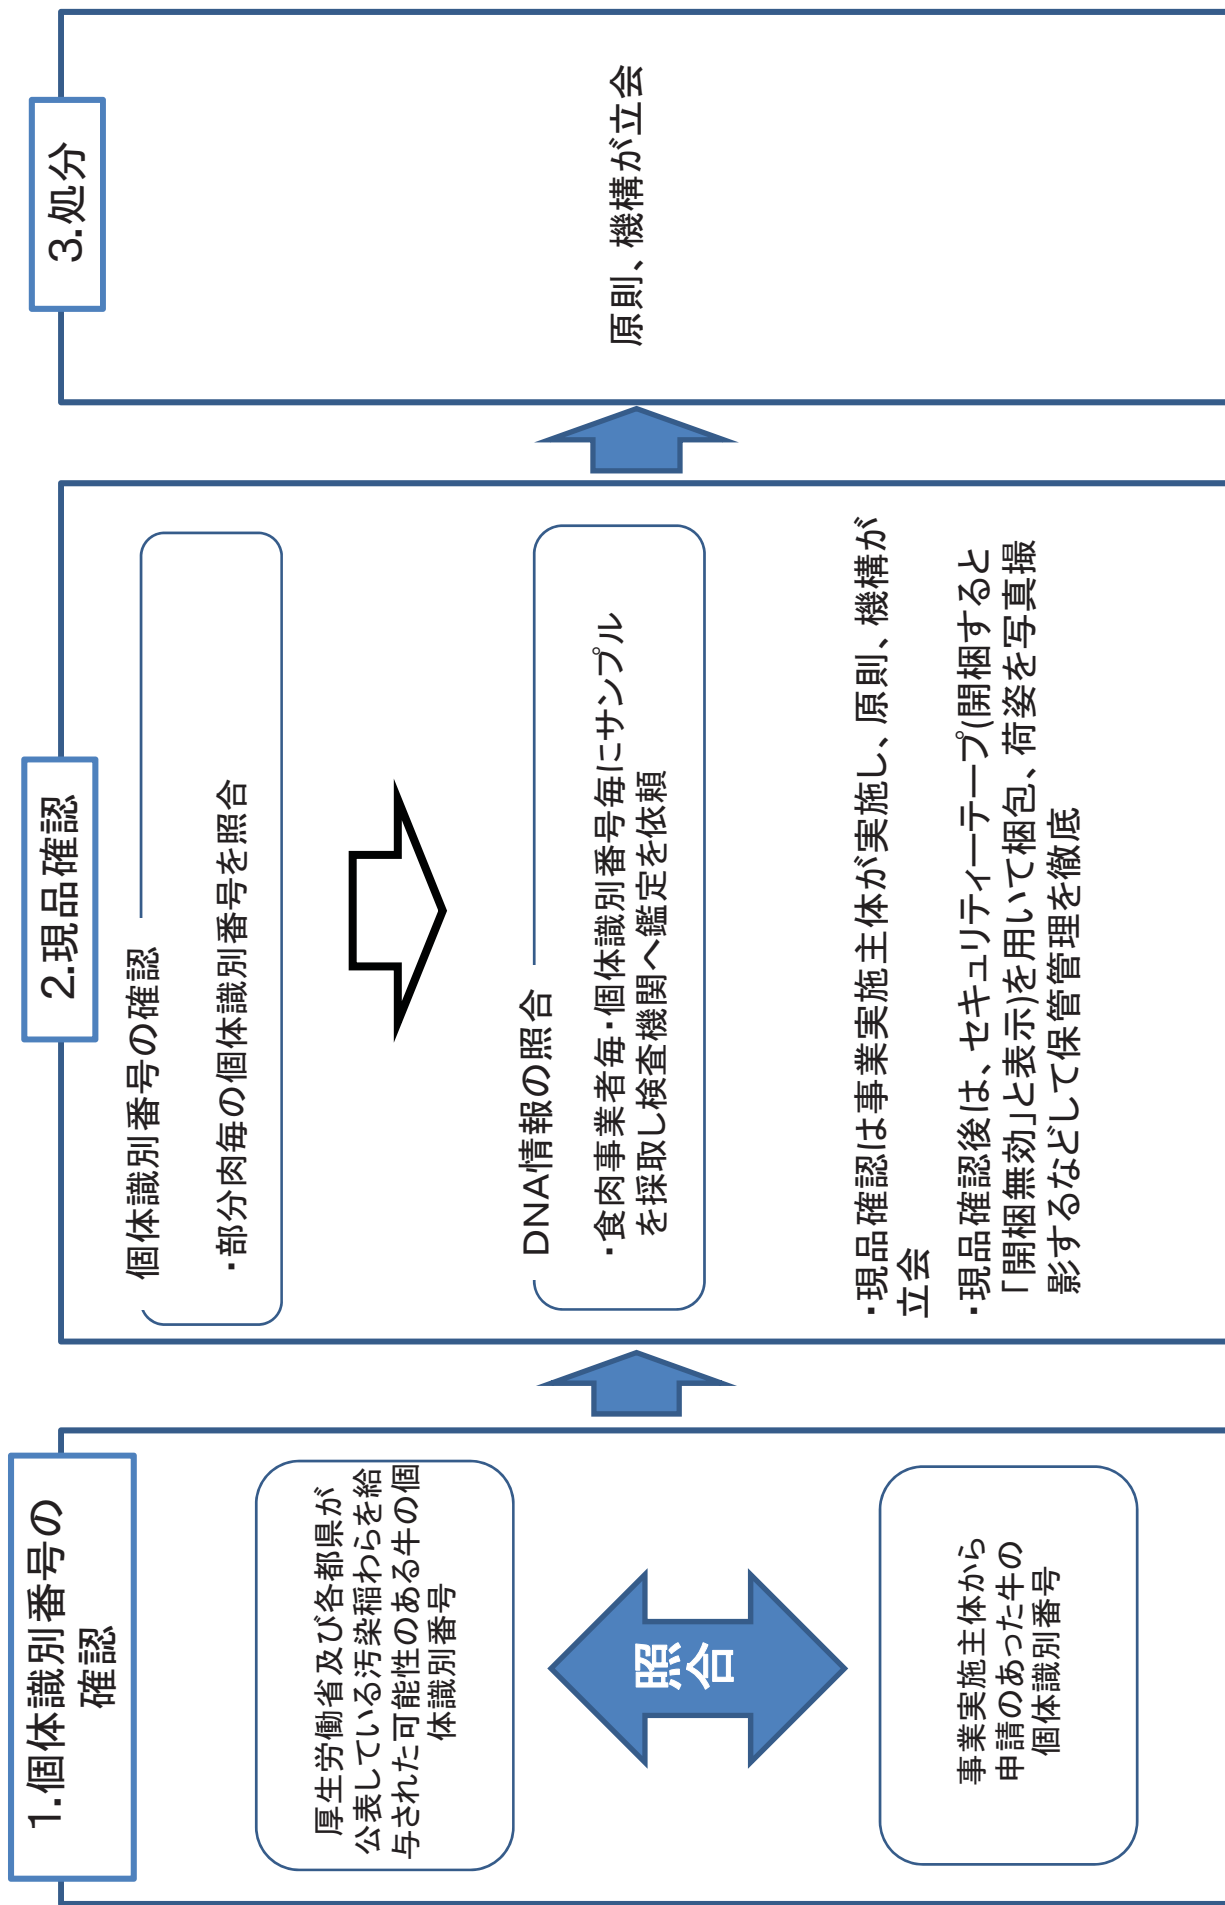 1.個体識別番号の
確認
厚生労働省及び各都県が
公表している汚染稲わらを給
与された可能性のある牛の個
体識別番号
照合
事業実施主体から
申請のあった牛の
個体識別番号
2.現品確認
個体識別番号の確認
・部分肉毎の個体識別番号を照合
DNA情報の照合
・食肉事業者毎・個体識別番号毎にサンプル
を採取し検査機関へ鑑定を依頼
・現品確認は事業実施主体が実施し、原則、機構が
立会
・現品確認後は、セキュリティーテープ(開梱すると
「開梱無効」と表示)を用いて梱包、荷姿を写真撮
影するなどして保管管理を徹底
3.処分
原則、機構が立会